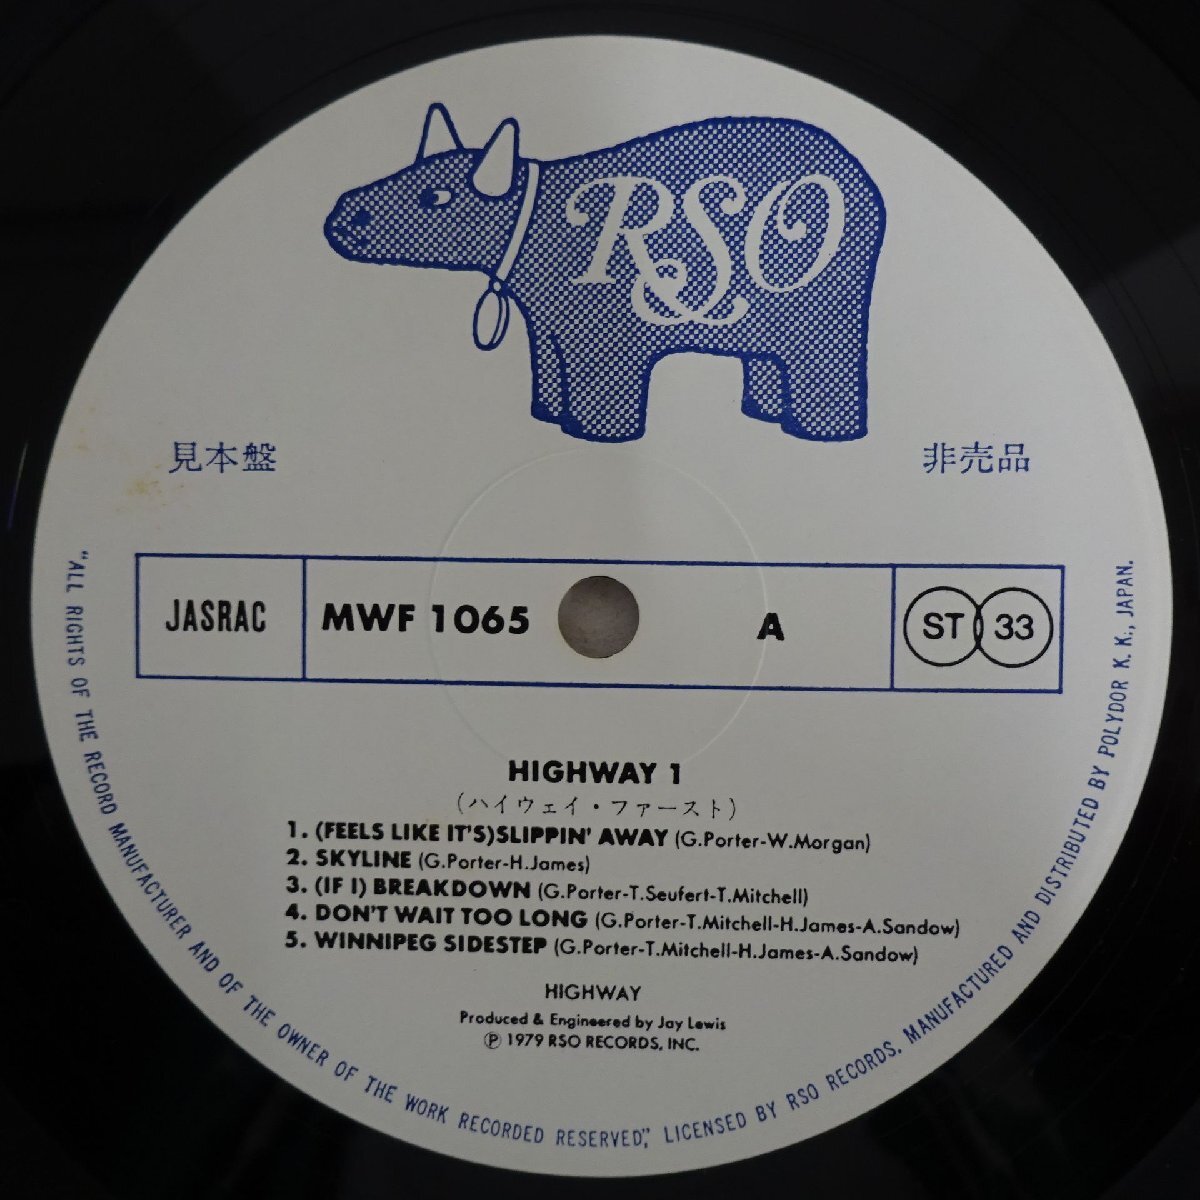 RSO
見本盤
非売品
JASRAC
MWF 1065
A
ST 33
HIGHWAY 1
(ハイウェイ・ファースト)
1. (FEELS LIKE IT'S)SLIPPIN' AWAY (G.Porter-W.Morgan)
2. SKYLINE (G.Porter-H.James)
3. (IF I) BREAKDOWN (G.Porter-T.Seufert-T.Mitchell)
4. DON'T WAIT TOO LONG (G.Porter-T.Mitchell-H.James-A.Sandow)
5. WINNIPEG SIDESTEP (G.Porter-T.Mitchell-H.James-A.Sandow)
HIGHWAY
Produced & Engineered by Jay Lewis
Ⓟ 1979 RSO RECORDS, INC.
"ALL RIGHTS OF THE RECORD MANUFACTURER AND OF THE OWNER OF THE WORK RECORDED RESERVED", LICENSED BY RSO RECORDS. MANUFACTURED AND DISTRIBUTED BY POLYDOR K. K., JAPAN.